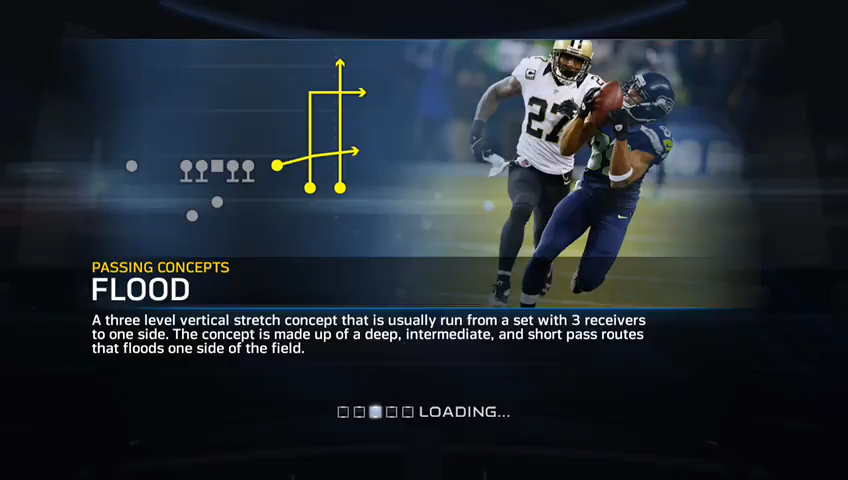 27
PASSING CONCEPTS
FLOOD
A three level vertical stretch concept that is usually run from a set with 3 receivers
to one side. The concept is made up of a deep, intermediate, and short pass routes
that floods one side of the field.
LOADING...